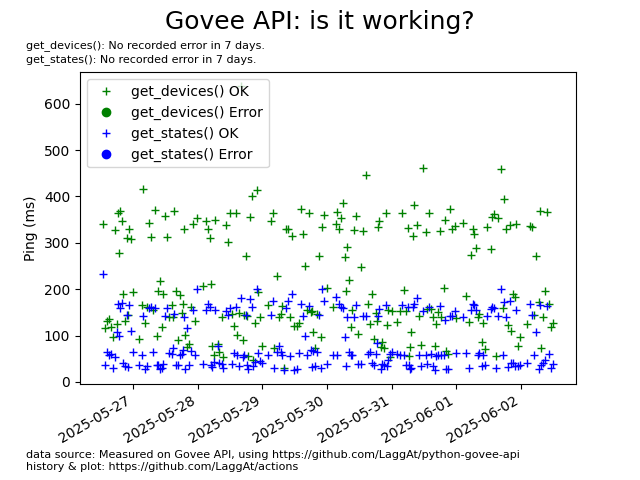 Govee API: is it working?
get_devices(): No recorded error in 7 days.
get_states(): No recorded error in 7 days.
get_devices() OK
get_devices() Error
get_states() OK
get_states() Error
Ping (ms)
600
500
400
300
200
100
0
2025-05-27
2025-05-28
2025-05-29
2025-05-30
2025-05-31
2025-06-01
2025-06-02
data source: Measured on Govee API, using https://github.com/LaggAt/python-govee-api
history & plot: https://github.com/LaggAt/actions